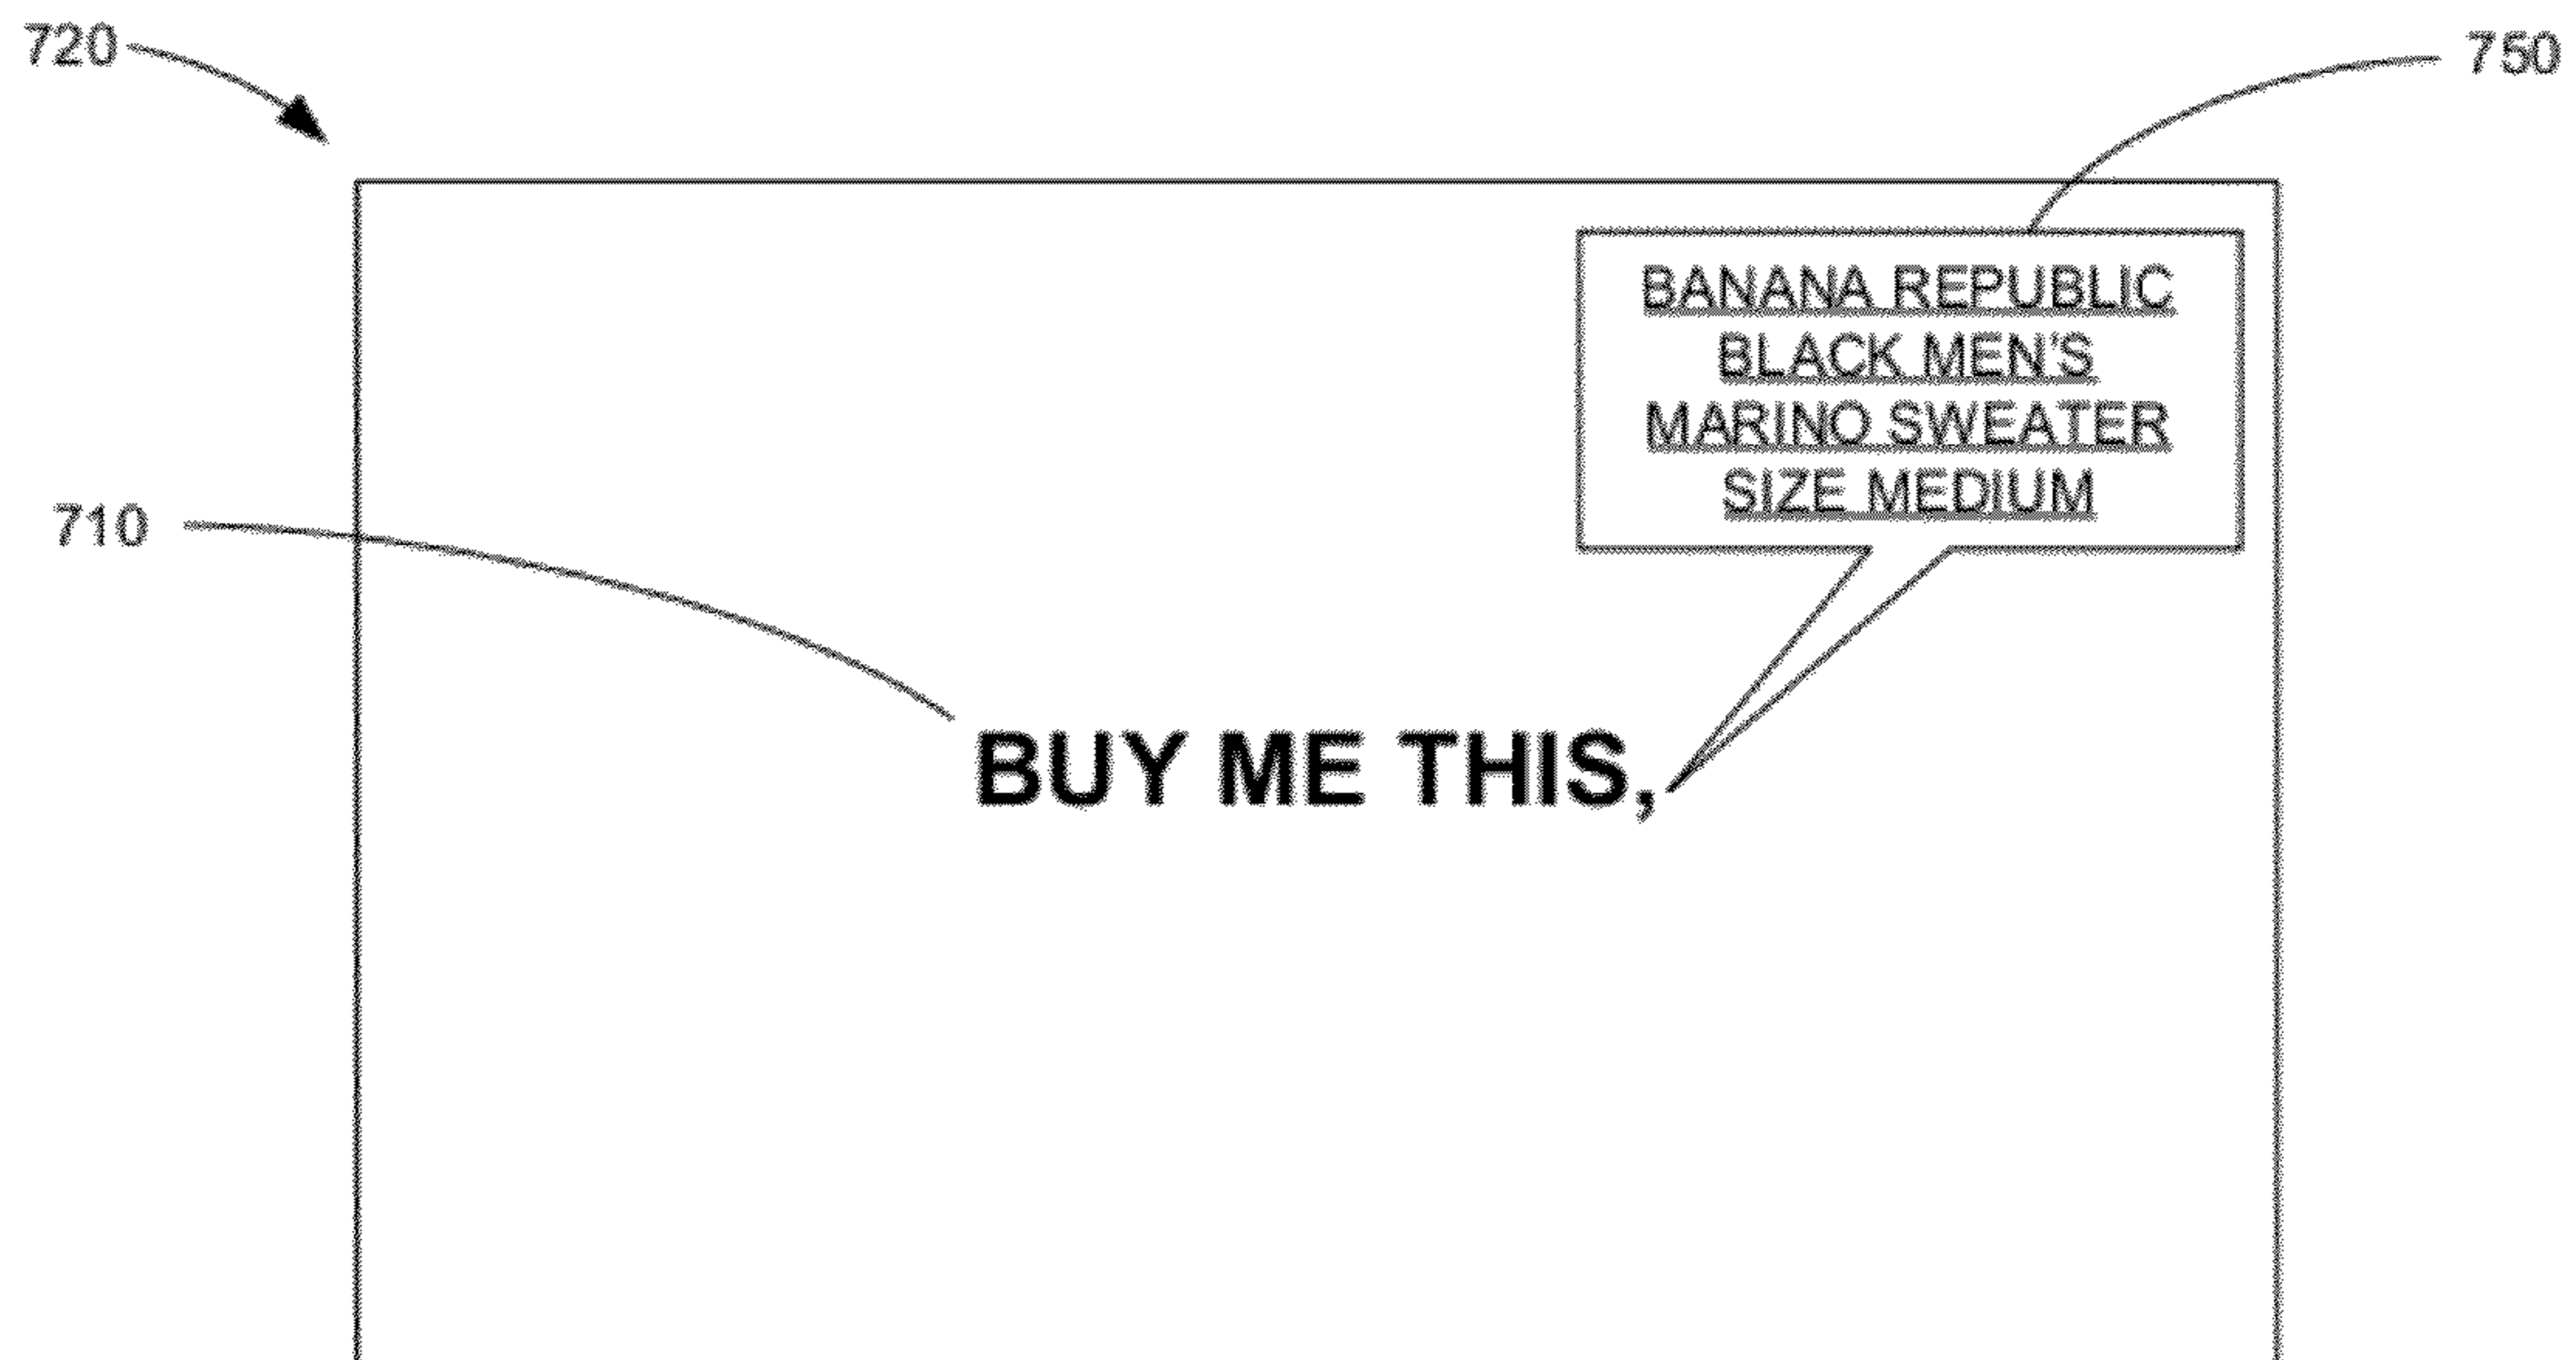 720
750
BANANA REPUBLIC
BLACK MEN'S
MARINO SWEATER
SIZE MEDIUM
710
BUY ME THIS,